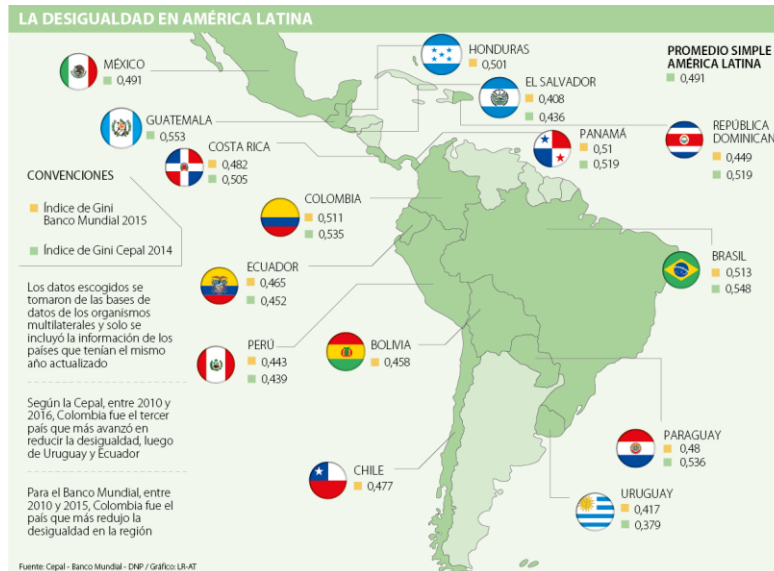 LA DESIGUALDAD EN AMÉRICA LATINA
MÉXICO
0,491
HONDURAS
0,501
PROMEDIO SIMPLE
AMÉRICA LATINA
0,491
EL SALVADOR
0,408
0,436
GUATEMALA
0,553
COSTA RICA
0,482
0,505
PANAMÁ
0,51
0,519
REPÚBLICA
DOMINICAN
0,449
0,519
CONVENCIONES
Índice de Gini
Banco Mundial 2015
Índice de Gini Cepal 2014
COLOMBIA
0,511
0,535
BRASIL
0,513
0,548
ECUADOR
0,465
0,452
Los datos escogidos se
tomaron de las bases de
datos de los organismos
multilaterales y solo se
incluyó la información de los
países que tenían el mismo
año actualizado
PERÚ
0,443
0,439
BOLIVIA
0,458
Según la Cepal, entre 2010 y
2016, Colombia fue el tercer
país que más avanzó en
reducir la desigualdad, luego
de Uruguay y Ecuador
PARAGUAY
0,48
0,536
CHILE
0,477
Para el Banco Mundial, entre
2010 y 2015, Colombia fue el
país que más redujo la
desigualdad en la región
URUGUAY
0,417
0,379
Fuente: Cepal - Banco Mundial - DNP / Gráfico: LR-AT